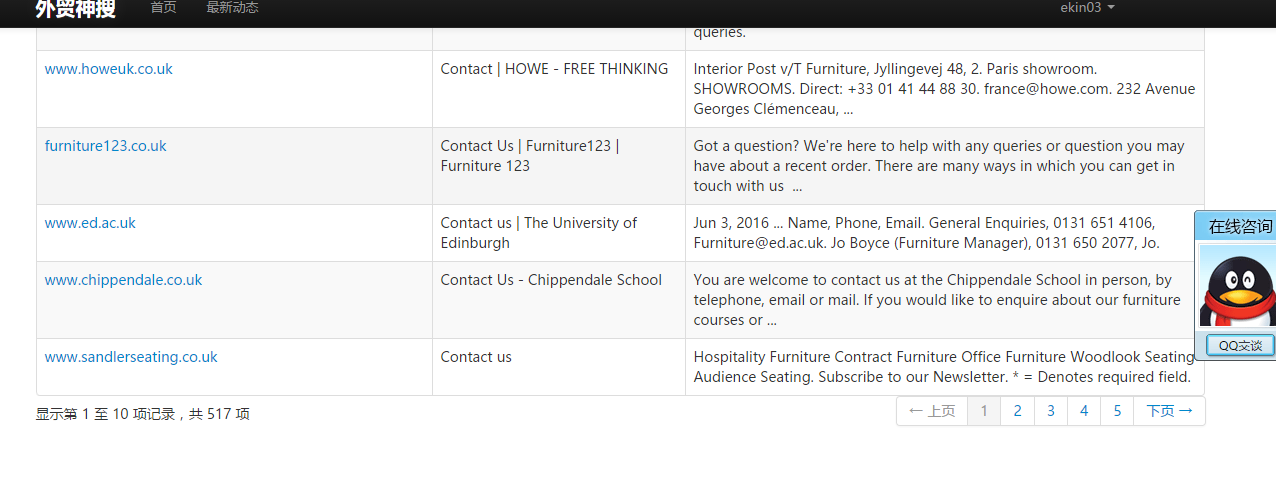 外贸神搜 首页 最新动态 ekin03
queries.
www.howeuk.co.uk Contact | HOWE - FREE THINKING Interior Post v/T Furniture, Jyllingevej 48, 2. Paris showroom.
SHOWROOMS. Direct: +33 01 41 44 88 30. france@howe.com. 232 Avenue
Georges Clémenceau, ...
furniture123.co.uk Contact Us | Furniture123 | Got a question? We're here to help with any queries or question you may
Furniture 123 have about a recent order. There are many ways in which you can get in
touch with us ...
www.ed.ac.uk Contact us | The University of Jun 3, 2016 ... Name, Phone, Email. General Enquiries, 0131 651 4106,
Edinburgh Furniture@ed.ac.uk. Jo Boyce (Furniture Manager), 0131 650 2077, Jo.
在线咨询
www.chippendale.co.uk Contact Us - Chippendale School You are welcome to contact us at the Chippendale School in person, by
telephone, email or mail. If you would like to enquire about our furniture
courses or ...
QQ交谈
www.sandlerseating.co.uk Contact us Hospitality Furniture Contract Furniture Office Furniture Woodlook Seating
Audience Seating. Subscribe to our Newsletter. * = Denotes required field.
显示第 1 至 10 项记录，共 517 项 ← 上页 1 2 3 4 5 下页 →